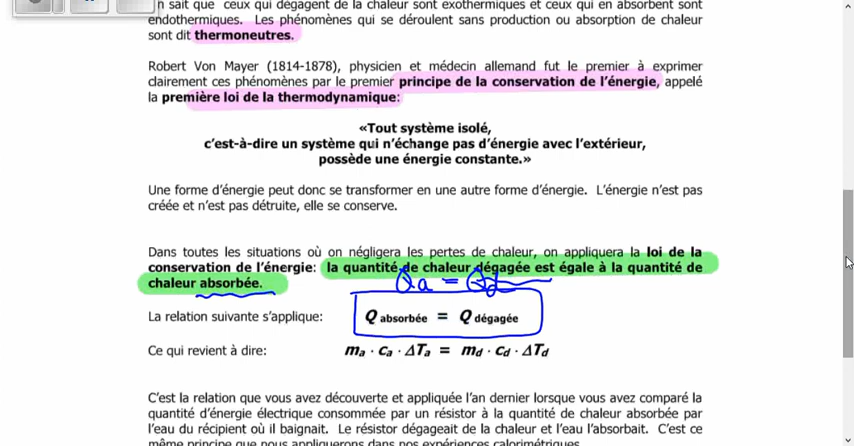 sait que ceux qui dégagent de la chaleur sont exothermiques et ceux qui en absorbent sont
endothermiques. Les phénomènes qui se déroulent sans production ou absorption de chaleur
sont dit thermoneutres.
Robert Von Mayer (1814-1878), physicien et médecin allemand fut le premier à exprimer
clairement ces phénomènes par le premier principe de la conservation de l'énergie, appelé
la première loi de la thermodynamique:
«Tout système isolé,
c'est-à-dire un système qui n'échange pas d'énergie avec l'extérieur,
possède une énergie constante.»
Une forme d'énergie peut donc se transformer en une autre forme d'énergie. L'énergie n'est pas
créée et n'est pas détruite, elle se conserve.
Dans toutes les situations où on négligera les pertes de chaleur, on appliquera la loi de la
conservation de l'énergie: la quantité de chaleur dégagée est égale à la quantité de
chaleur absorbée.
Qa = Qd
La relation suivante s'applique: Q absorbée = Q dégagée
Ce qui revient à dire: ma · ca · ΔTa = md · cd · ΔTd
C'est la relation que vous avez découverte et appliquée l'an dernier lorsque vous avez comparé la
quantité d'énergie électrique consommée par un résistor à la quantité de chaleur absorbée par
l'eau du récipient où il baignait. Le résistor dégageait de la chaleur et l'eau l'absorbait. C'est ce
même principe que nous appliquerons dans nos expériences calorimétriques.